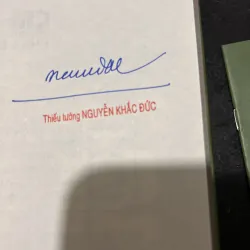 Thiếu tướng NGUYỄN KHẮC ĐỨC